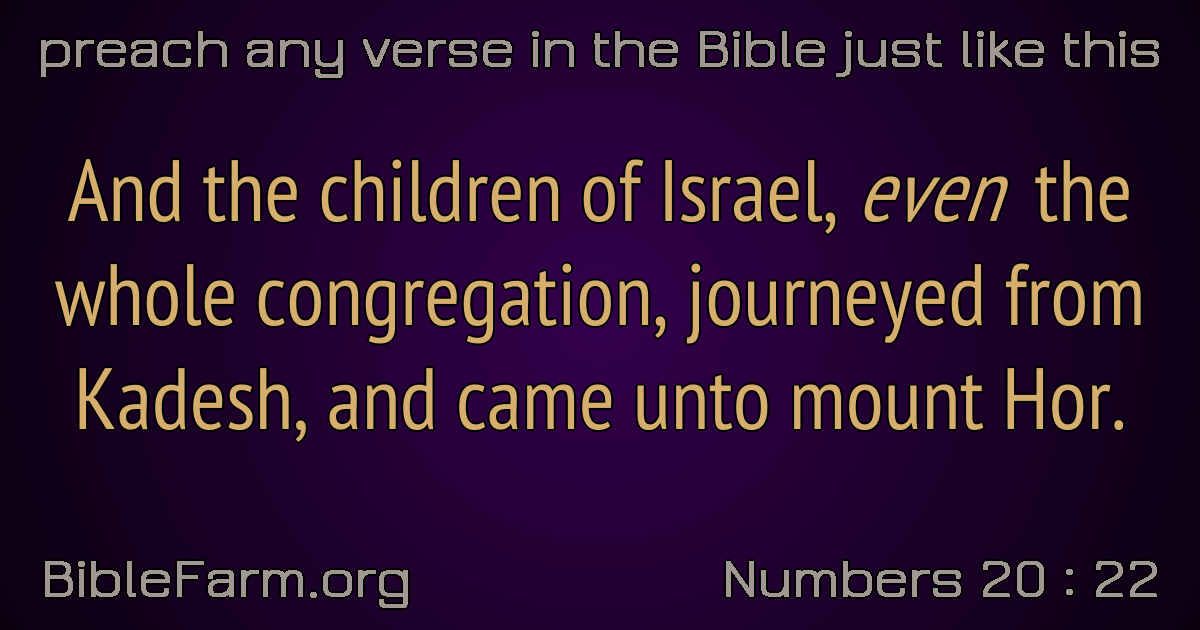 preach any verse in the Bible just like this
And the children of Israel, even the
whole congregation, journeyed from
Kadesh, and came unto mount Hor.
BibleFarm.org
Numbers 20 : 22